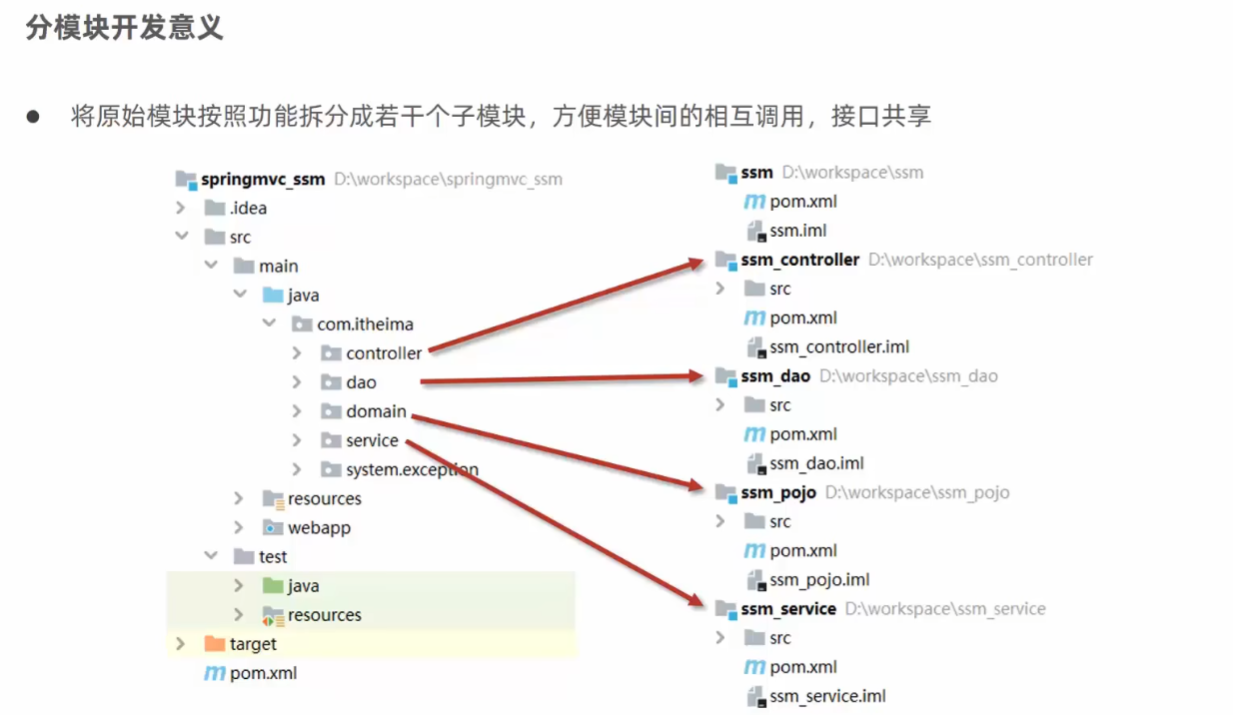 分模块开发意义
● 将原始模块按照功能拆分成若干个子模块，方便模块间的相互调用，接口共享
springmvc_ssm D:\workspace\springmvc_ssm
.idea
src
main
java
com.itheima
controller
dao
domain
service
system.exception
resources
webapp
test
java
resources
target
pom.xml
ssm D:\workspace\ssm
pom.xml
ssm.iml
ssm_controller D:\workspace\ssm_controller
src
pom.xml
ssm_controller.iml
ssm_dao D:\workspace\ssm_dao
src
pom.xml
ssm_dao.iml
ssm_pojo D:\workspace\ssm_pojo
src
pom.xml
ssm_pojo.iml
ssm_service D:\workspace\ssm_service
src
pom.xml
ssm_service.iml